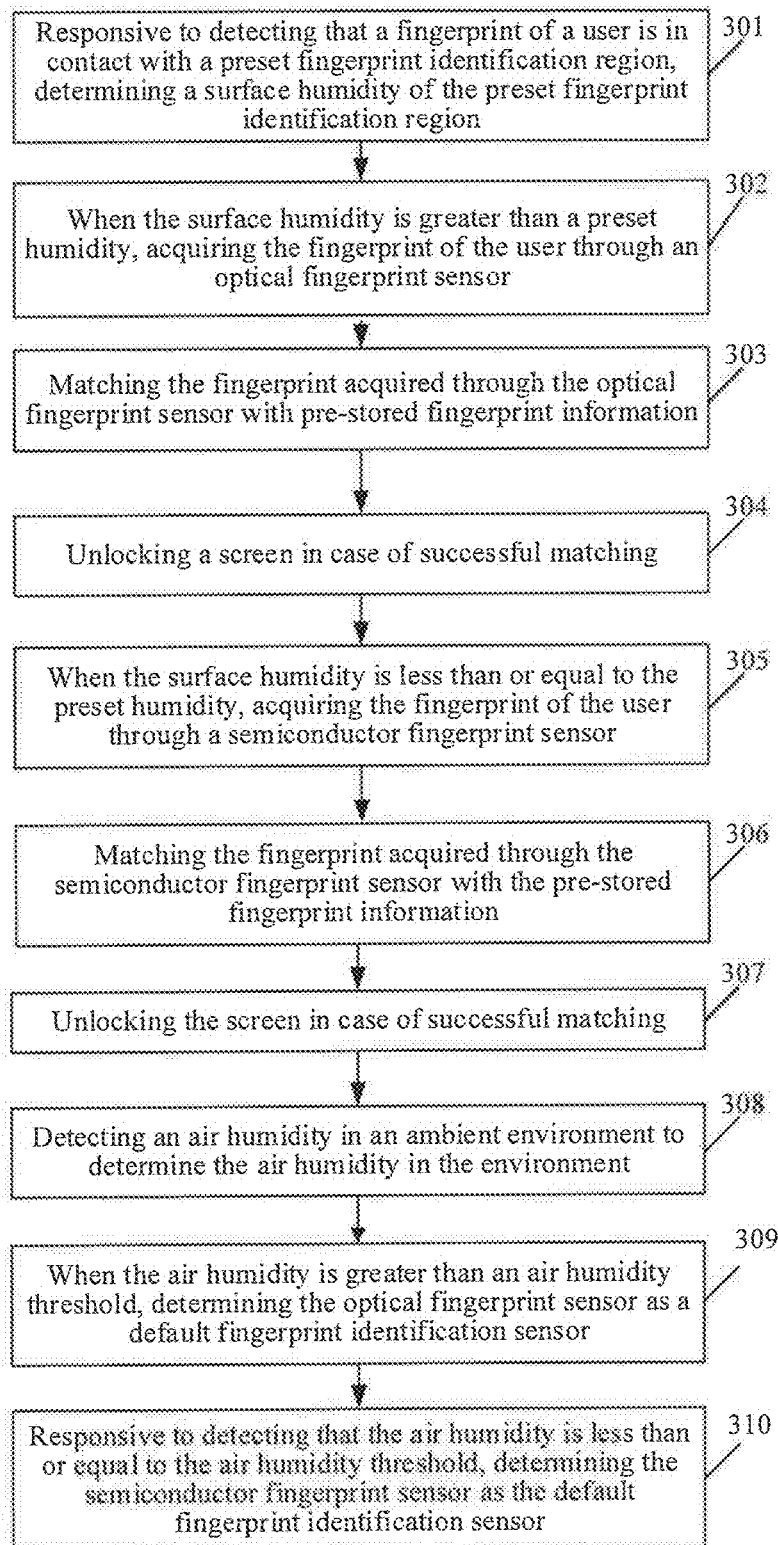 Responsive to detecting that a fingerprint of a user is in
contact with a preset fingerprint identification region,
determining a surface humidity of the preset fingerprint
identification region
301
When the surface humidity is greater than a preset
humidity, acquiring the fingerprint of the user through an
optical fingerprint sensor
302
Matching the fingerprint acquired through the optical
fingerprint sensor with pre-stored fingerprint information
303
Unlocking a screen in case of successful matching
304
When the surface humidity is less than or equal to the
preset humidity, acquiring the fingerprint of the user
through a semiconductor fingerprint sensor
305
Matching the fingerprint acquired through the
semiconductor fingerprint sensor with the pre-stored
fingerprint information
306
Unlocking the screen in case of successful matching
307
Detecting an air humidity in an ambient environment to
determine the air humidity in the environment
308
When the air humidity is greater than an air humidity
threshold, determining the optical fingerprint sensor as a
default fingerprint identification sensor
309
Responsive to detecting that the air humidity is less than
or equal to the air humidity threshold, determining the
semiconductor fingerprint sensor as the default
fingerprint identification sensor
310